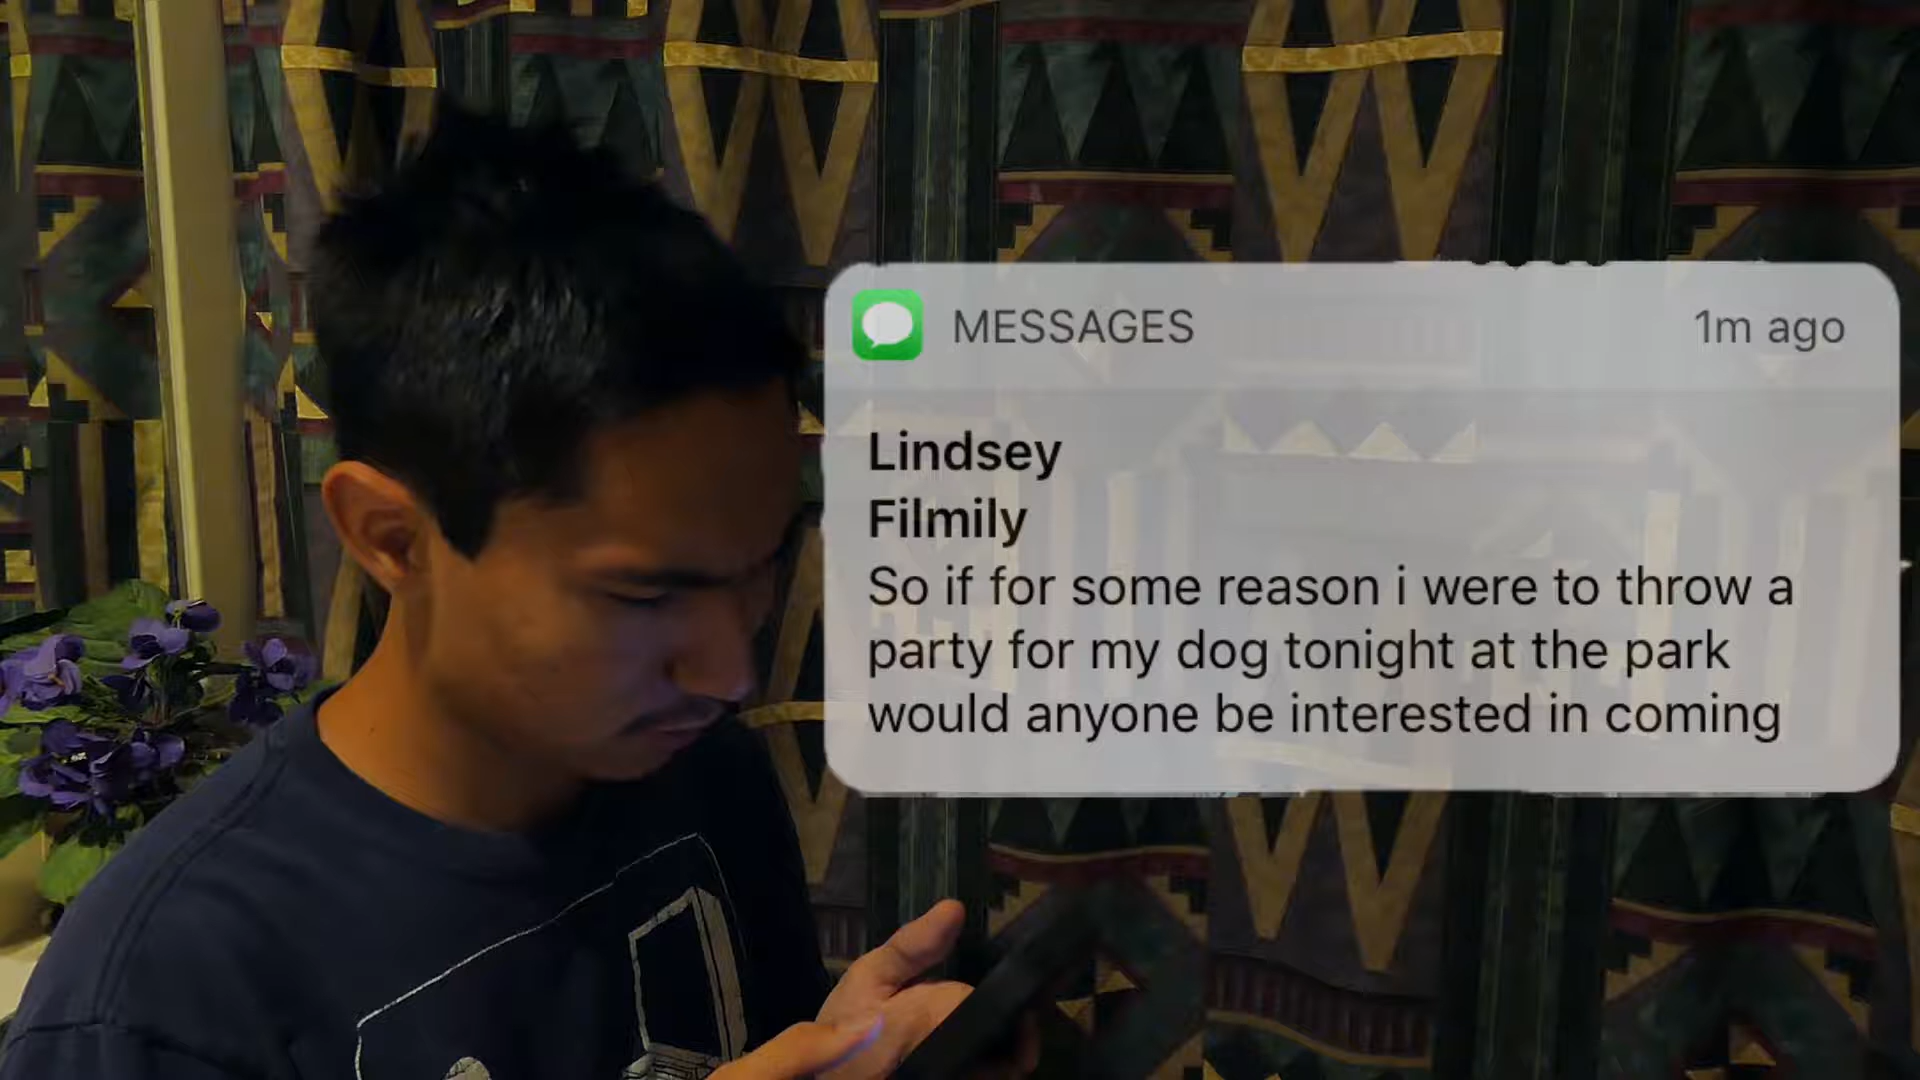 MESSAGES
1m ago
Lindsey
Filmily
So if for some reason i were to throw a
party for my dog tonight at the park
would anyone be interested in coming